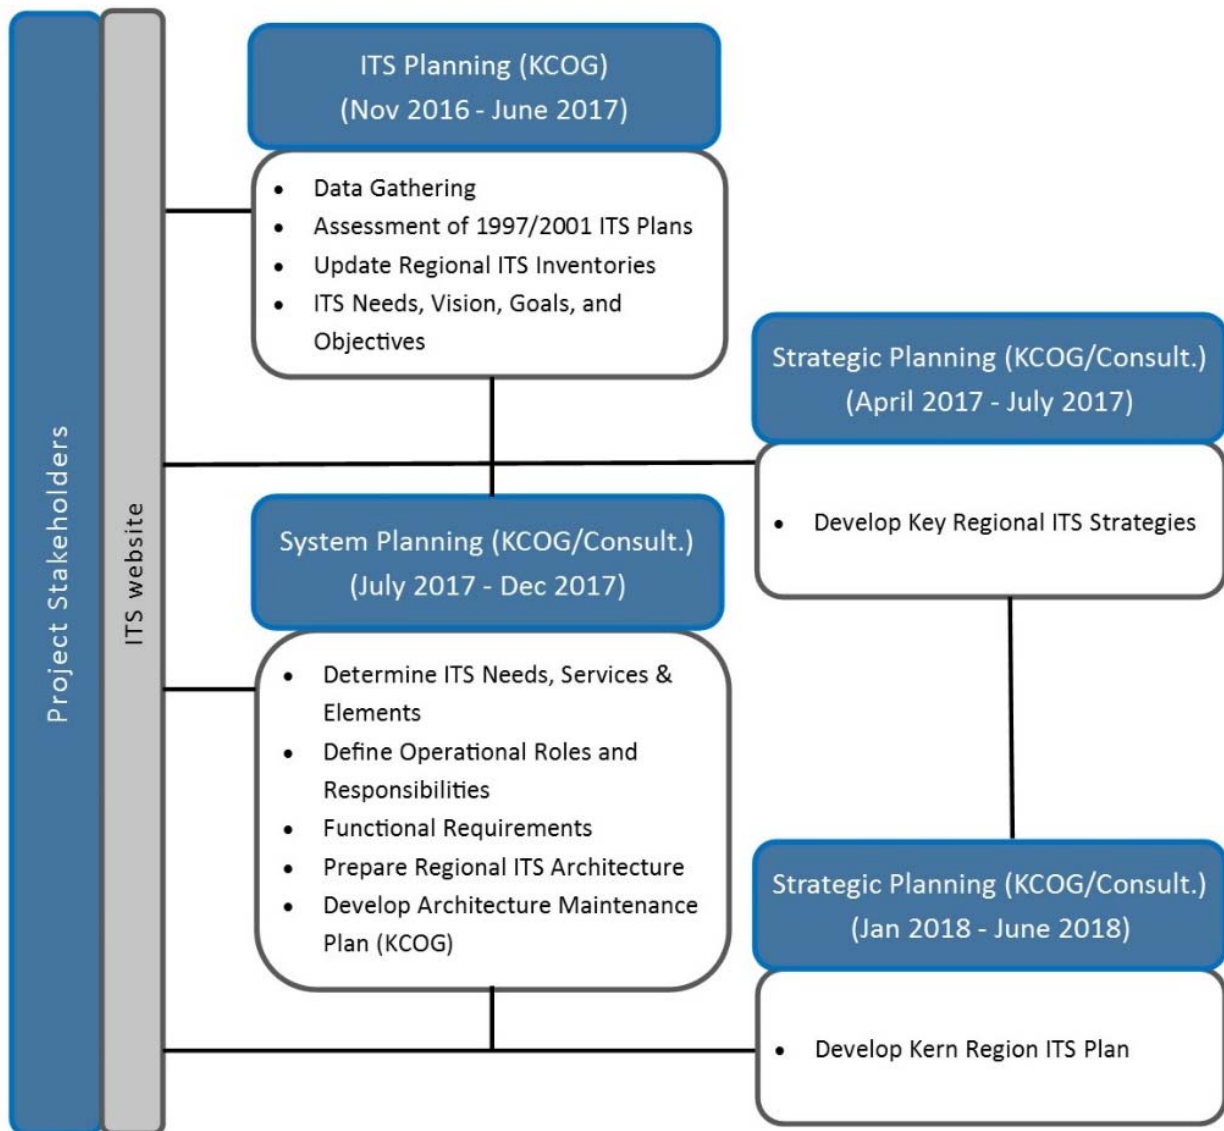 Project Stakeholders
ITS website
ITS Planning (KCOG)
(Nov 2016 - June 2017)
• Data Gathering
• Assessment of 1997/2001 ITS Plans
• Update Regional ITS Inventories
• ITS Needs, Vision, Goals, and
Objectives
Strategic Planning (KCOG/Consult.)
(April 2017 - July 2017)
• Develop Key Regional ITS Strategies
System Planning (KCOG/Consult.)
(July 2017 - Dec 2017)
• Determine ITS Needs, Services &
Elements
• Define Operational Roles and
Responsibilities
• Functional Requirements
• Prepare Regional ITS Architecture
• Develop Architecture Maintenance
Plan (KCOG)
Strategic Planning (KCOG/Consult.)
(Jan 2018 - June 2018)
• Develop Kern Region ITS Plan